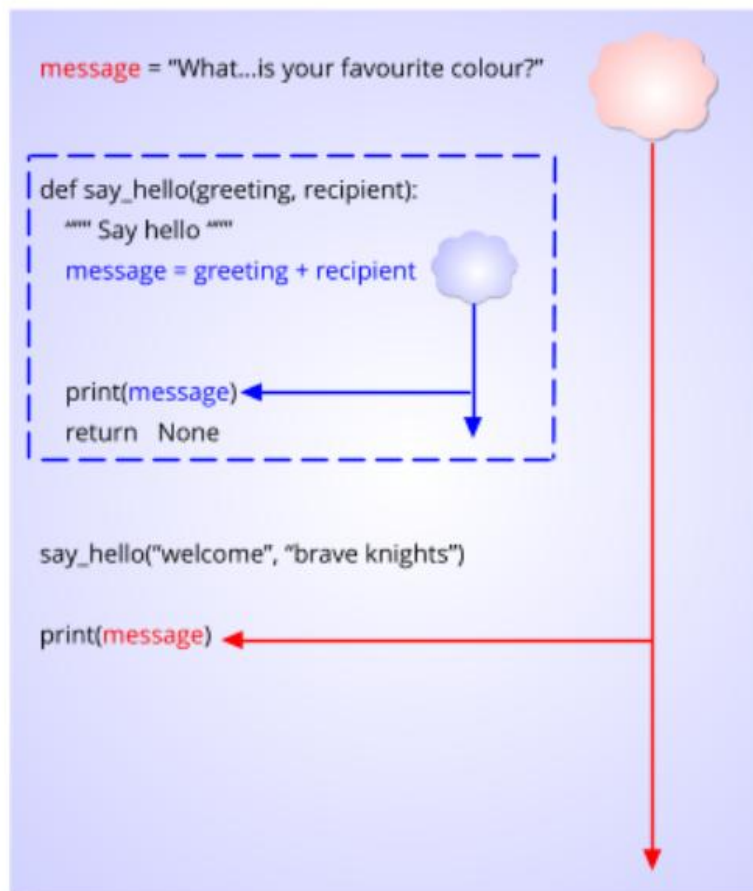 message = “What...is your favourite colour?”
def say_hello(greeting, recipient):
“”” Say hello “””
message = greeting + recipient
print(message)
return None
say_hello(“welcome”, “brave knights”)
print(message)